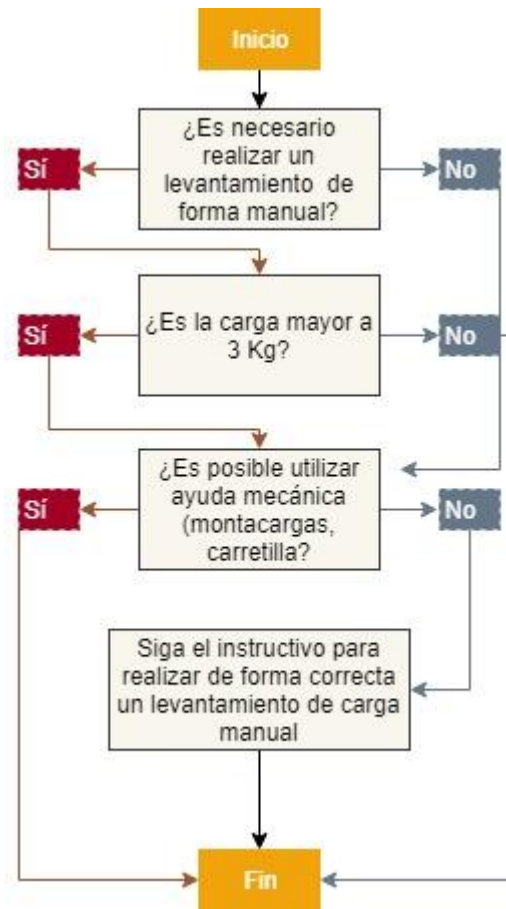 Inicio
¿Es necesario
realizar un
levantamiento de
forma manual?
Sí
No
¿Es la carga mayor a
3 Kg?
Sí
No
¿Es posible utilizar
ayuda mecánica
(montacargas,
carretilla?
Sí
No
Siga el instructivo para
realizar de forma correcta
un levantamiento de carga
manual
Fin